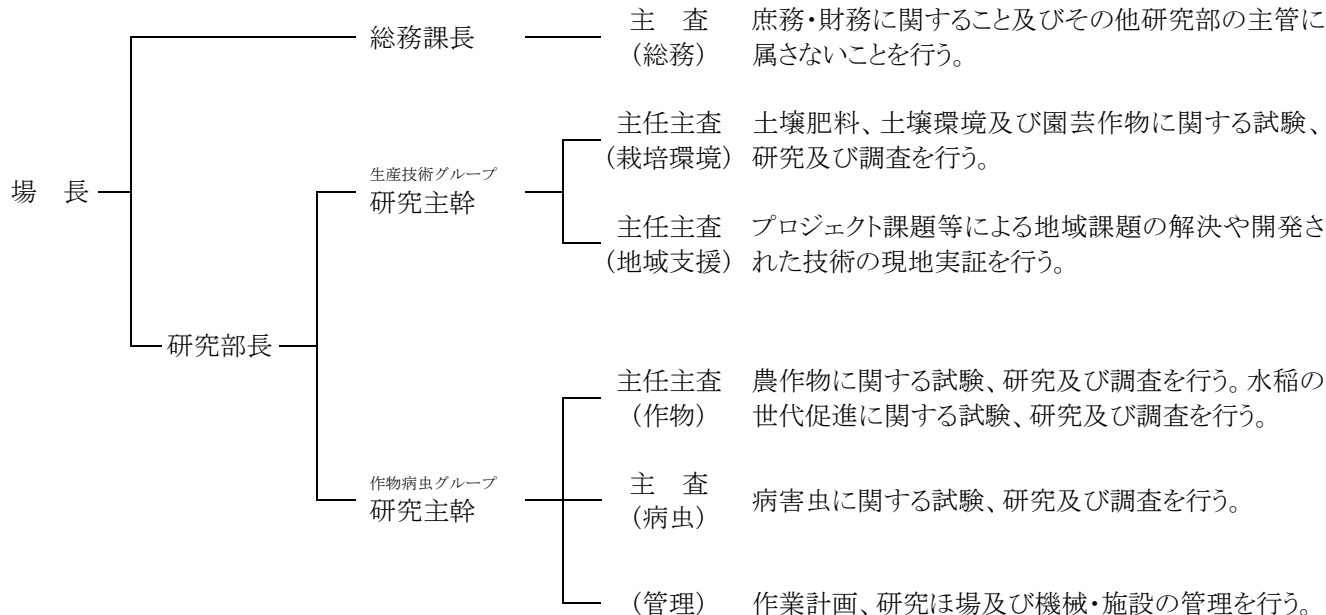 場　長
総務課長
主　査
(総務)
庶務・財務に関すること及びその他研究部の主管に
属さないことを行う。
研究部長
生産技術グループ
研究主幹
主任主査
(栽培環境)
土壌肥料、土壌環境及び園芸作物に関する試験、
研究及び調査を行う。
主任主査
(地域支援)
プロジェクト課題等による地域課題の解決や開発さ
れた技術の現地実証を行う。
作物病虫グループ
研究主幹
主任主査
(作物)
農作物に関する試験、研究及び調査を行う。水稲の
世代促進に関する試験、研究及び調査を行う。
主　査
(病虫)
病害虫に関する試験、研究及び調査を行う。
(管理)
作業計画、研究ほ場及び機械・施設の管理を行う。